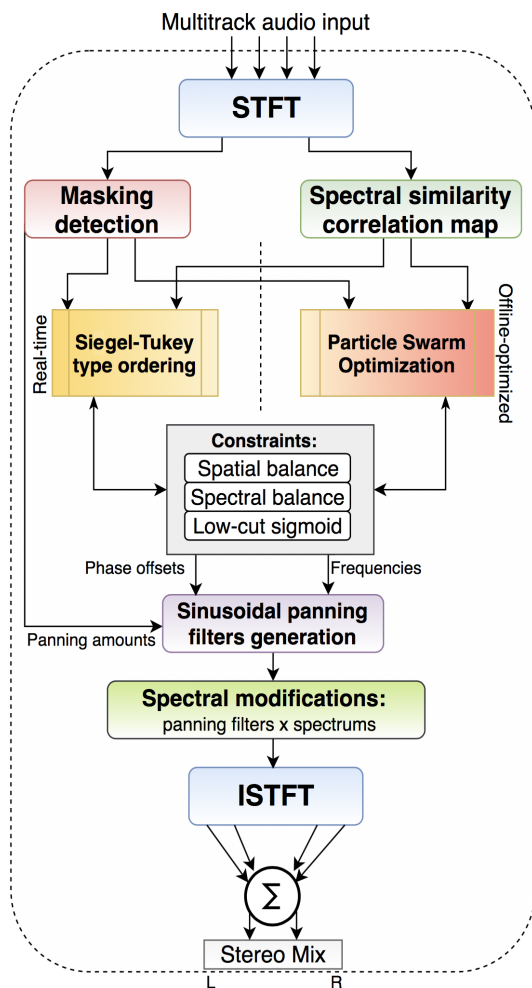 Multitrack audio input
STFT
Masking
detection
Spectral similarity
correlation map
Real-time
Siegel-Tukey
type ordering
Particle Swarm
Optimization
Offline-optimized
Constraints:
Spatial balance
Spectral balance
Low-cut sigmoid
Phase offsets
Frequencies
Panning amounts
Sinusoidal panning
filters generation
Spectral modifications:
panning filters x spectrums
ISTFT
Σ
Stereo Mix
L
R